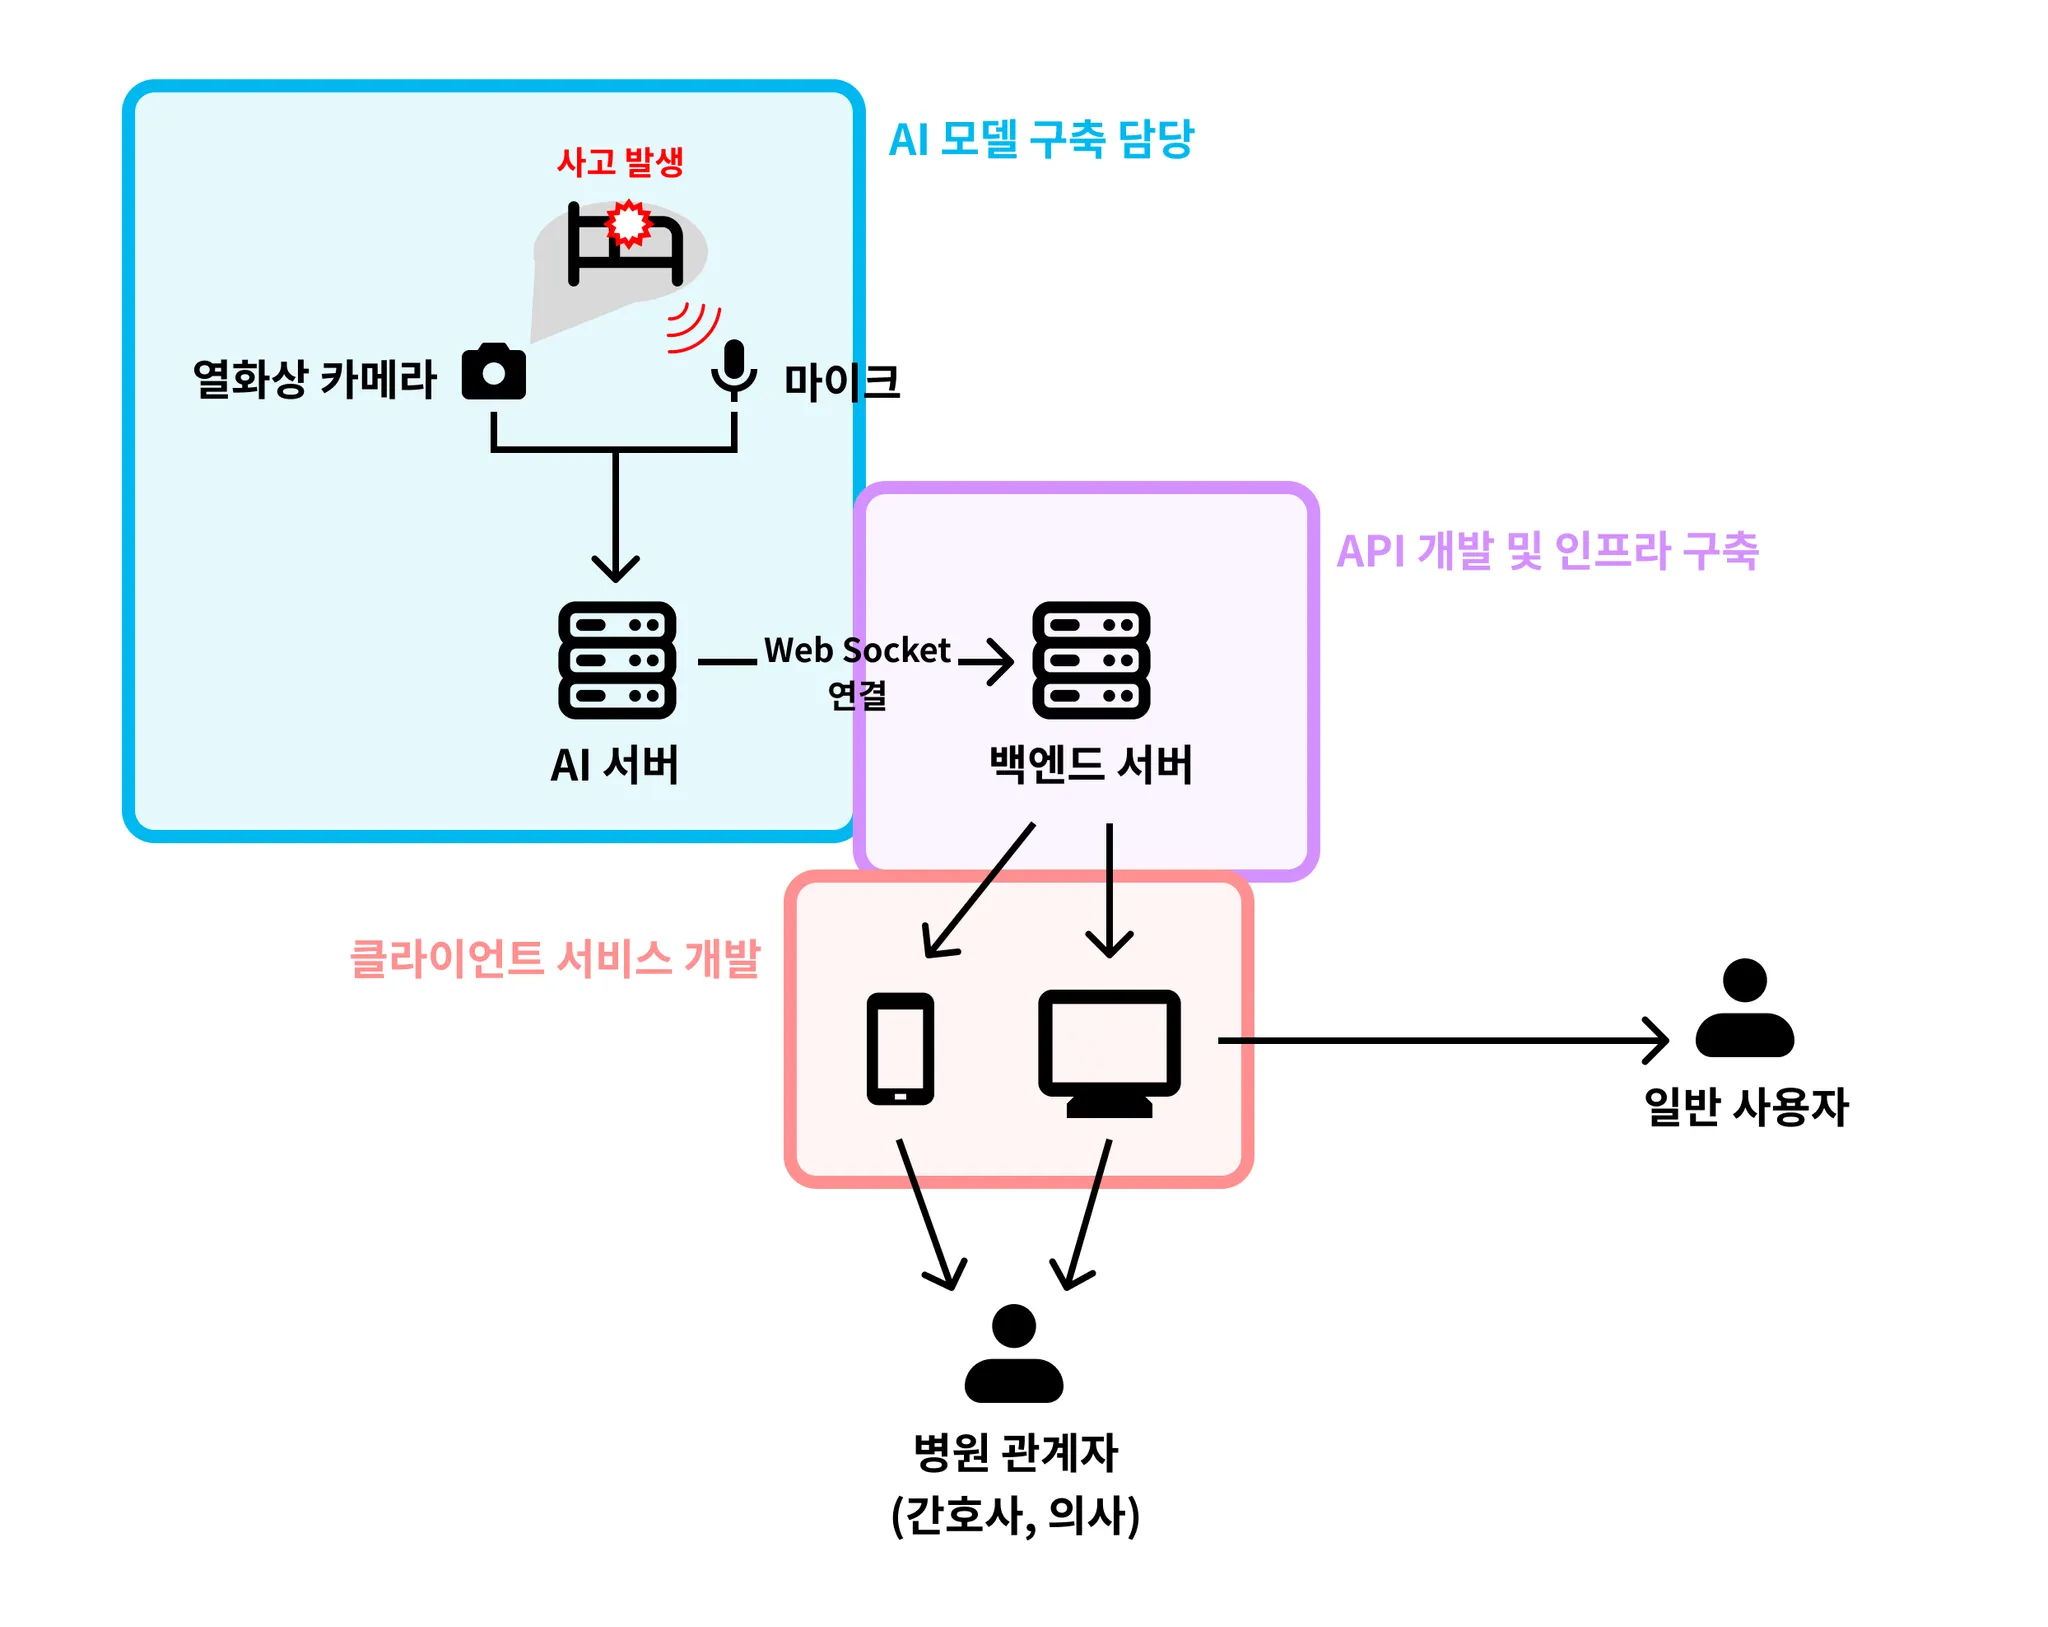 AI 모델 구축 담당
사고 발생
열화상 카메라
마이크
API 개발 및 인프라 구축
Web Socket
연결
AI 서버
백엔드 서버
클라이언트 서비스 개발
일반 사용자
병원 관계자
(간호사, 의사)